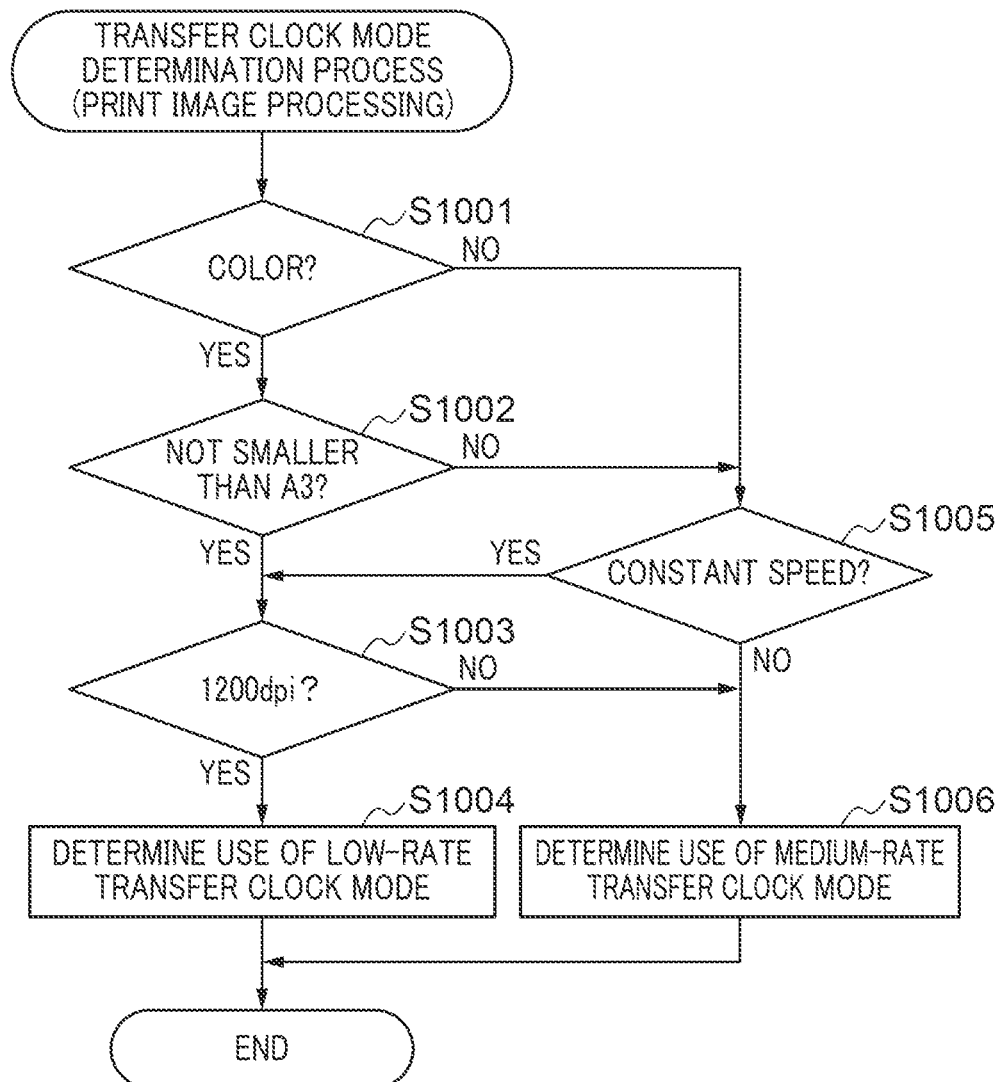 TRANSFER CLOCK MODE
DETERMINATION PROCESS
(PRINT IMAGE PROCESSING)
S1001
COLOR?
NO
YES
S1002
NOT SMALLER
THAN A3?
NO
YES
S1005
CONSTANT SPEED?
YES
NO
S1003
1200dpi?
NO
YES
S1004
DETERMINE USE OF LOW-RATE
TRANSFER CLOCK MODE
S1006
DETERMINE USE OF MEDIUM-RATE
TRANSFER CLOCK MODE
END